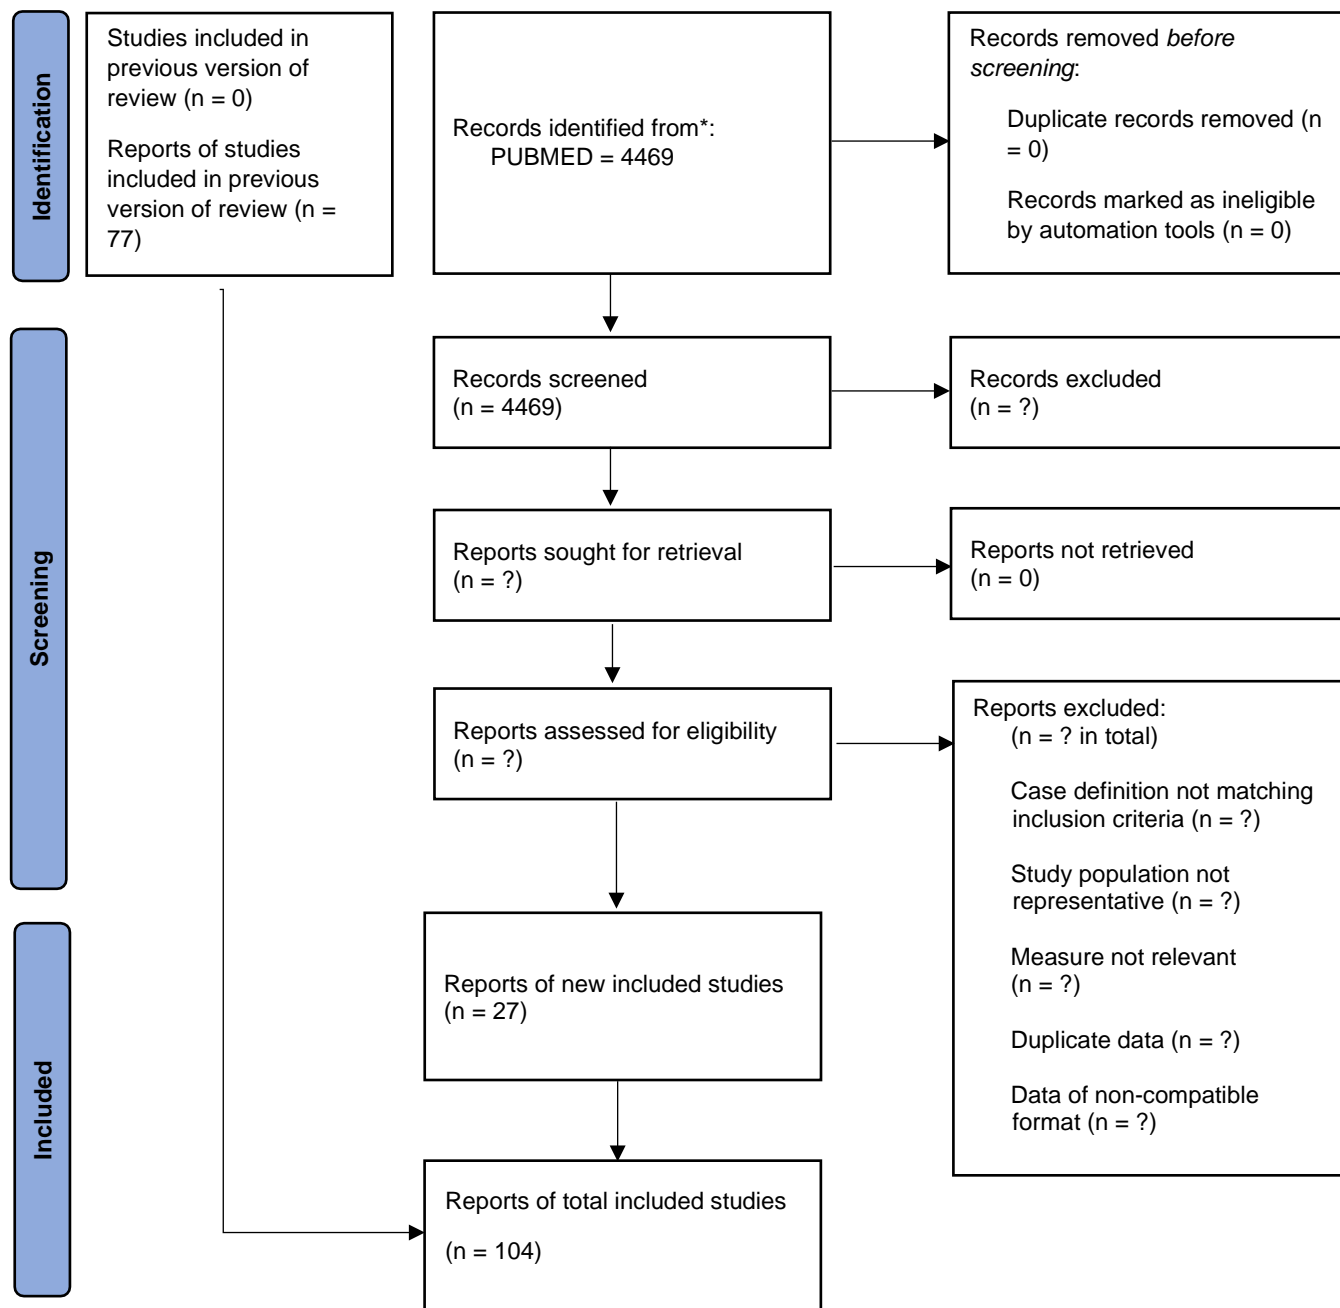 Identification
Studies included in
previous version of
review (n = 0)
Reports of studies
included in previous
version of review (n =
77)
Records identified from*:
PUBMED = 4469
Records removed before
screening:
Duplicate records removed (n
= 0)
Records marked as ineligible
by automation tools (n = 0)
Screening
Records screened
(n = 4469)
Records excluded
(n = ?)
Reports sought for retrieval
(n = ?)
Reports not retrieved
(n = 0)
Reports assessed for eligibility
(n = ?)
Reports excluded:
(n = ? in total)
Case definition not matching
inclusion criteria (n = ?)
Study population not
representative (n = ?)
Measure not relevant
(n = ?)
Duplicate data (n = ?)
Data of non-compatible
format (n = ?)
Included
Reports of new included studies
(n = 27)
Reports of total included studies
(n = 104)